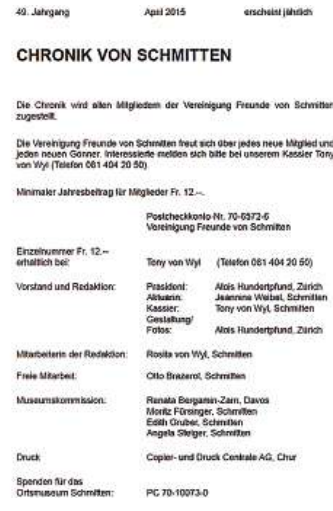 49. Jahrgang April 2015 erscheint jährlich
CHRONIK VON SCHMITTEN
Die Chronik wird allen Mitgliedern der Vereinigung Freunde von Schmitten
zugestellt.
Die Vereinigung Freunde von Schmitten freut sich über jedes neue Mitglied und
jeden neuen Gönner. Interessierte melden sich bitte bei unserem Kassier Tony
von Wyl (Telefon 081 404 20 50)
Minimaler Jahresbeitrag für Mitglieder Fr. 12.--.
Postcheckkonto Nr. 70-6572-6
Vereinigung Freunde von Schmitten
Einzelnummer Fr. 12.--
erhältlich bei: Tony von Wyl (Telefon 081 404 20 50)
Vorstand und Redaktion: Präsident: Alois Hundertpfund, Zürich
Aktuarin: Jeannine Weibel, Schmitten
Kassier: Tony von Wyl, Schmitten
Gestaltung/
Fotos: Alois Hundertpfund, Zürich
Mitarbeiterin der Redaktion: Rosita von Wyl, Schmitten
Freie Mitarbeit: Otto Brazerol, Schmitten
Museumskommission: Renata Bergamin-Zarn, Davos
Moritz Fürsinger, Schmitten
Edith Gruber, Schmitten
Angela Steiger, Schmitten
Druck Copier- und Druck Centrale AG, Chur
Spenden für das
Ortsmuseum Schmitten: PC 70-10073-0